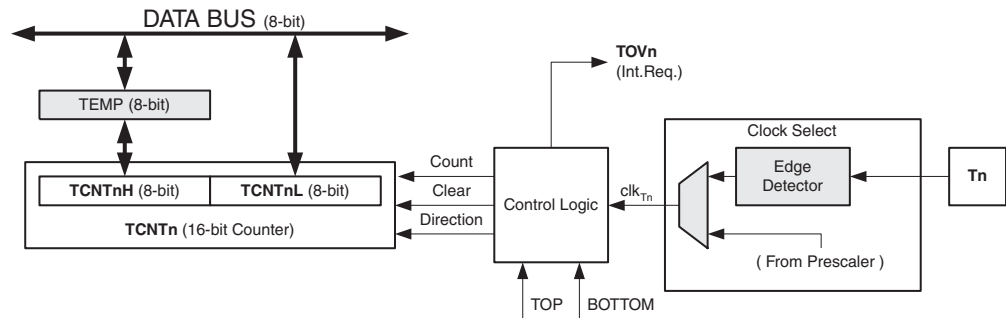 DATA BUS (8-bit)
TOVn
(Int.Req.)
TEMP (8-bit)
Clock Select
TCNTnH (8-bit)
TCNTnL (8-bit)
TCNTn (16-bit Counter)
Count
Clear
Direction
Control Logic
clkTn
Edge
Detector
Tn
( From Prescaler )
TOP
BOTTOM